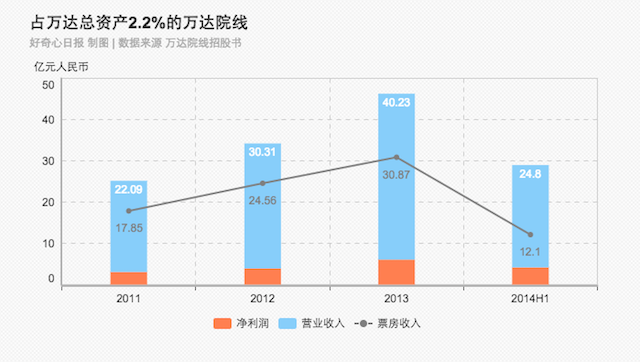 占万达总资产2.2%的万达院线
好奇心日报 制图 | 数据来源 万达院线招股书
亿元人民币
50
40
30
20
10
0
22.09
30.31
40.23
24.8
17.85
24.56
30.87
12.1
2011
2012
2013
2014H1
净利润
营业收入
票房收入